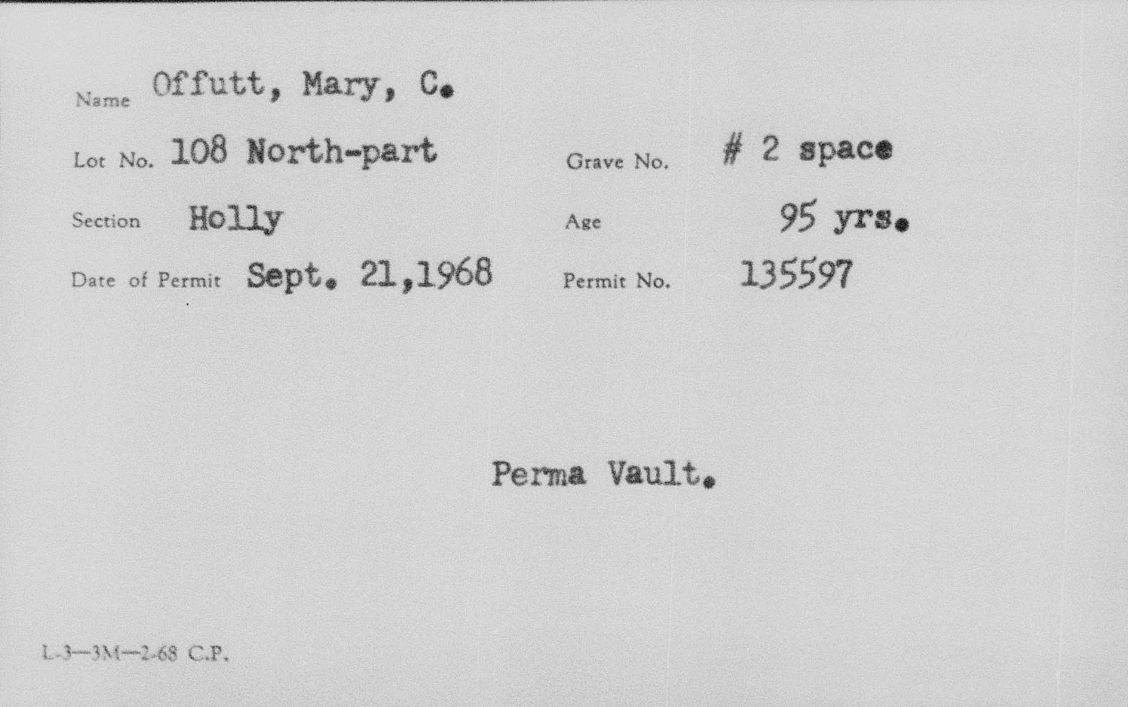 Name Offutt, Mary, C.
Lot No. 108 North-part Grave No. # 2 space
Section Holly Age 95 yrs.
Date of Permit Sept. 21,1968 Permit No. 135597
Perma Vault.
L-3—3M—2-68 C.P.